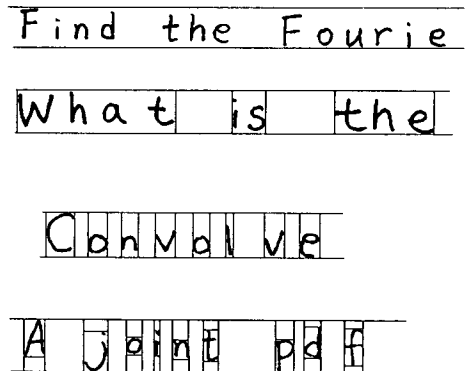 Find the Fourie
What is the
Convolve
A joint pdf